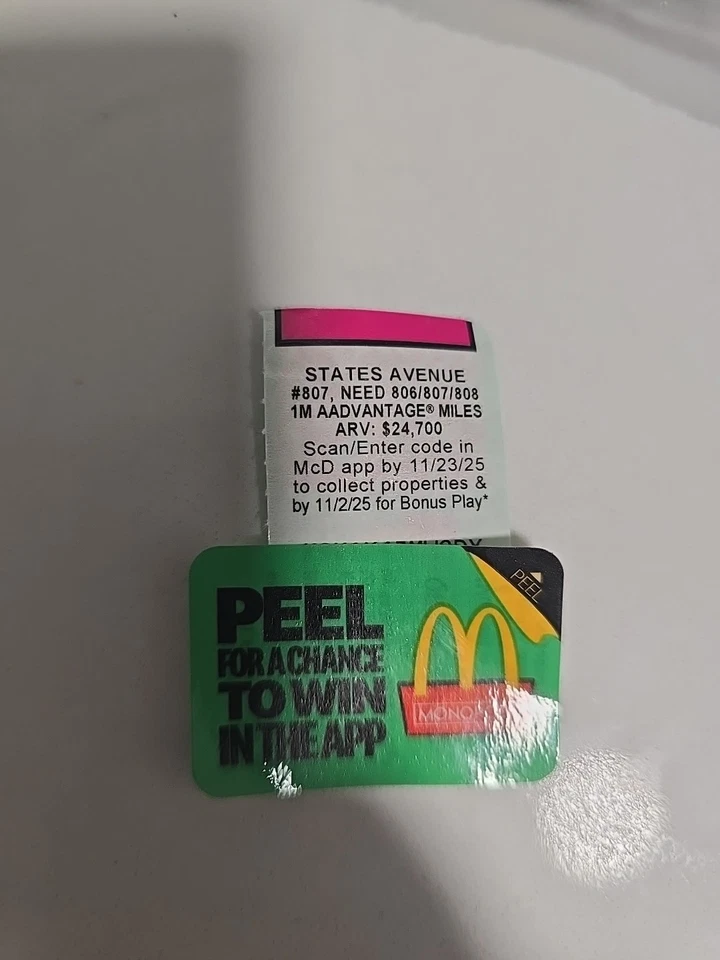 STATES AVENUE
#807, NEED 806/807/808
1M AADVANTAGE® MILES
ARV: $24,700
Scan/Enter code in
McD app by 11/23/25
to collect properties &
by 11/2/25 for Bonus Play*
PEEL
FOR A CHANCE
TO WIN
IN THE APP
PEEL